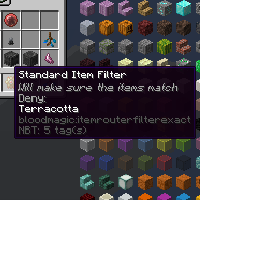 Standard Item Filter
Will make sure the items match
Deny:
Terracotta
bloodmagic:itemrouterfilterexact
NBT: 5 tag(s)